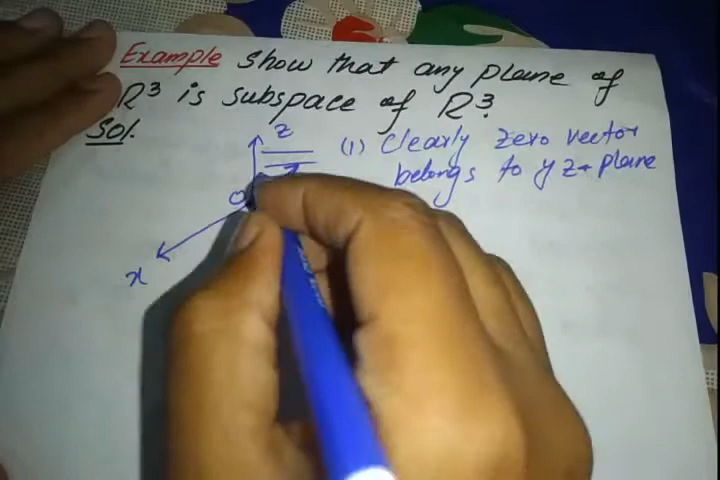 Example Show that any plane of
R³ is subspace of R³.
Sol.
z
(1) Clearly zero vector
belongs to yz-plane
O
x